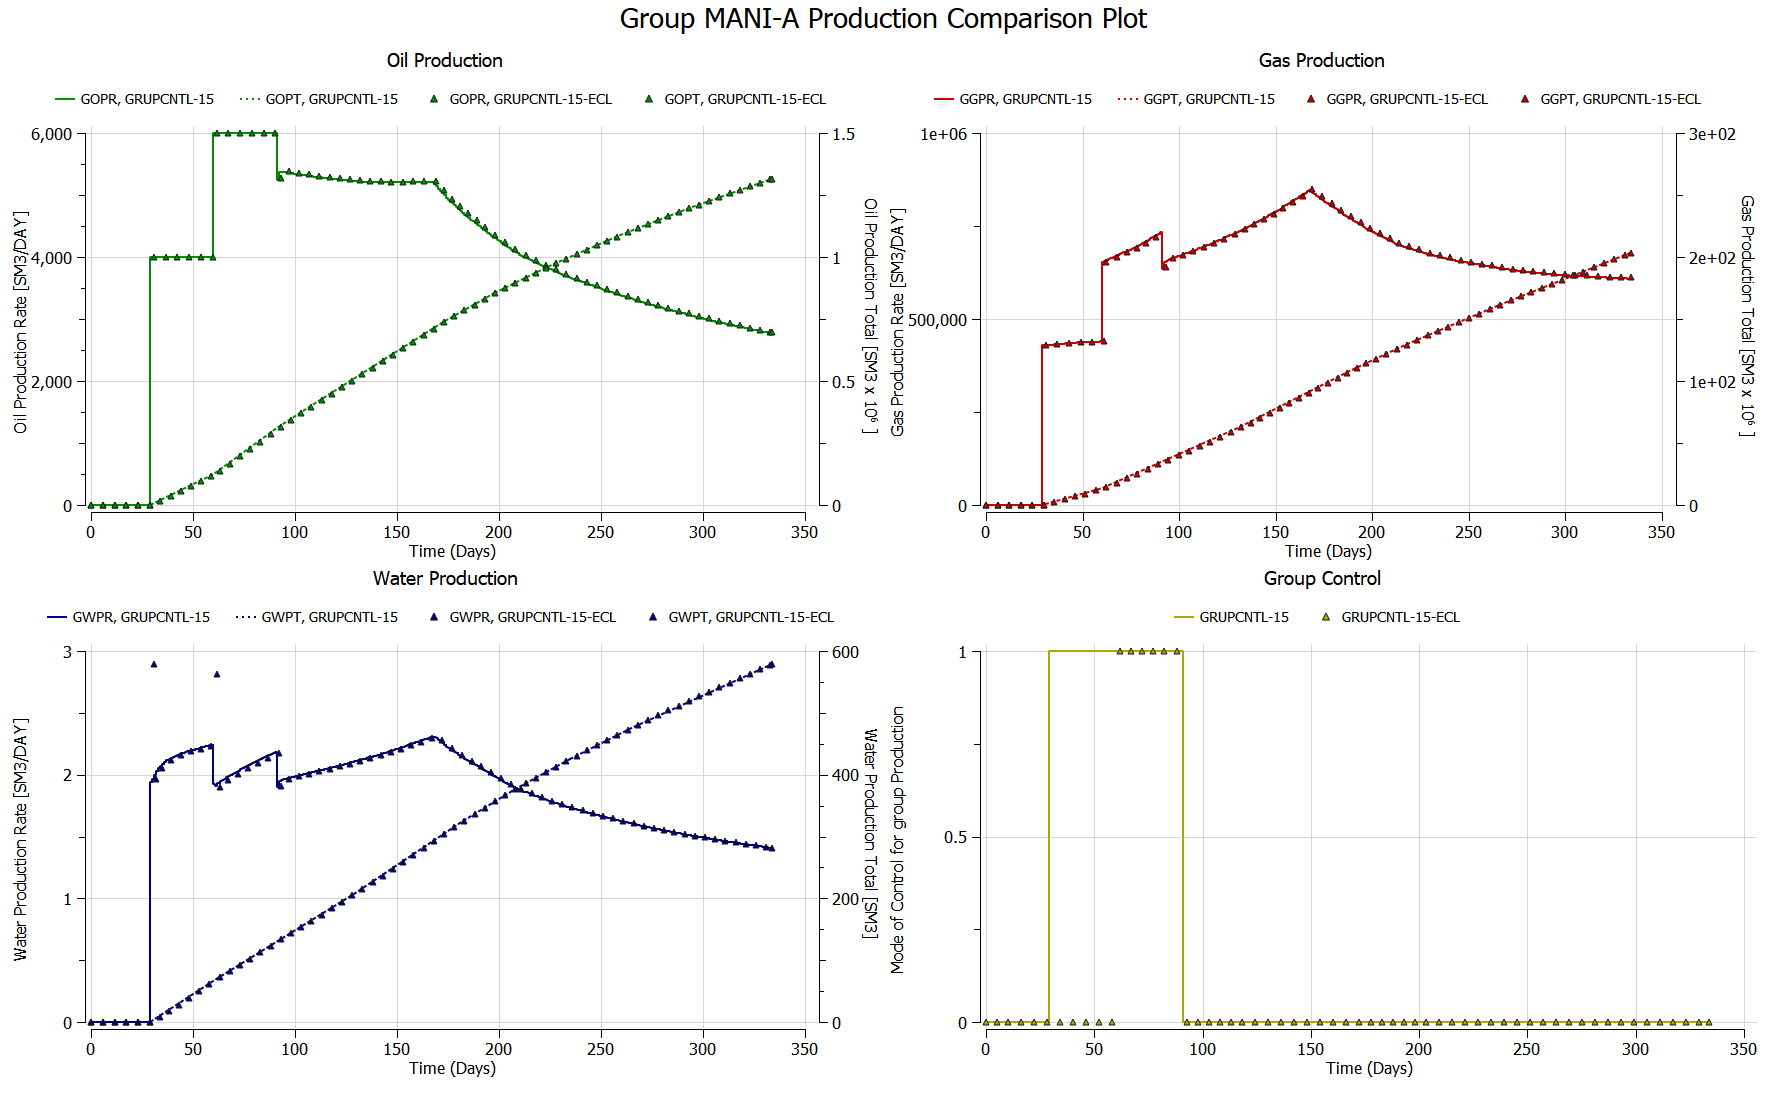 Group MANI-A Production Comparison Plot
Oil Production
GOPR, GRUPCNTL-15 GOPT, GRUPCNTL-15 GOPR, GRUPCNTL-15-ECL GOPT, GRUPCNTL-15-ECL
Oil Production Rate [SM3/DAY]
6,000
4,000
2,000
0
1.5
1
0.5
0
Oil Production Total [SM3 x 10⁶ ]
0 50 100 150 200 250 300 350
Time (Days)
Gas Production
GGPR, GRUPCNTL-15 GGPT, GRUPCNTL-15 GGPR, GRUPCNTL-15-ECL GGPT, GRUPCNTL-15-ECL
Gas Production Rate [SM3/DAY]
1e+06
500,000
0
3e+02
2e+02
1e+02
0
Gas Production Total [SM3 x 10⁶ ]
0 50 100 150 200 250 300 350
Time (Days)
Water Production
GWPR, GRUPCNTL-15 GWPT, GRUPCNTL-15 GWPR, GRUPCNTL-15-ECL GWPT, GRUPCNTL-15-ECL
Water Production Rate [SM3/DAY]
3
2
1
0
600
400
200
0
Water Production Total [SM3]
0 50 100 150 200 250 300 350
Time (Days)
Group Control
GRUPCNTL-15 GRUPCNTL-15-ECL
Mode of Control for group Production
1
0.5
0
0 50 100 150 200 250 300 350
Time (Days)